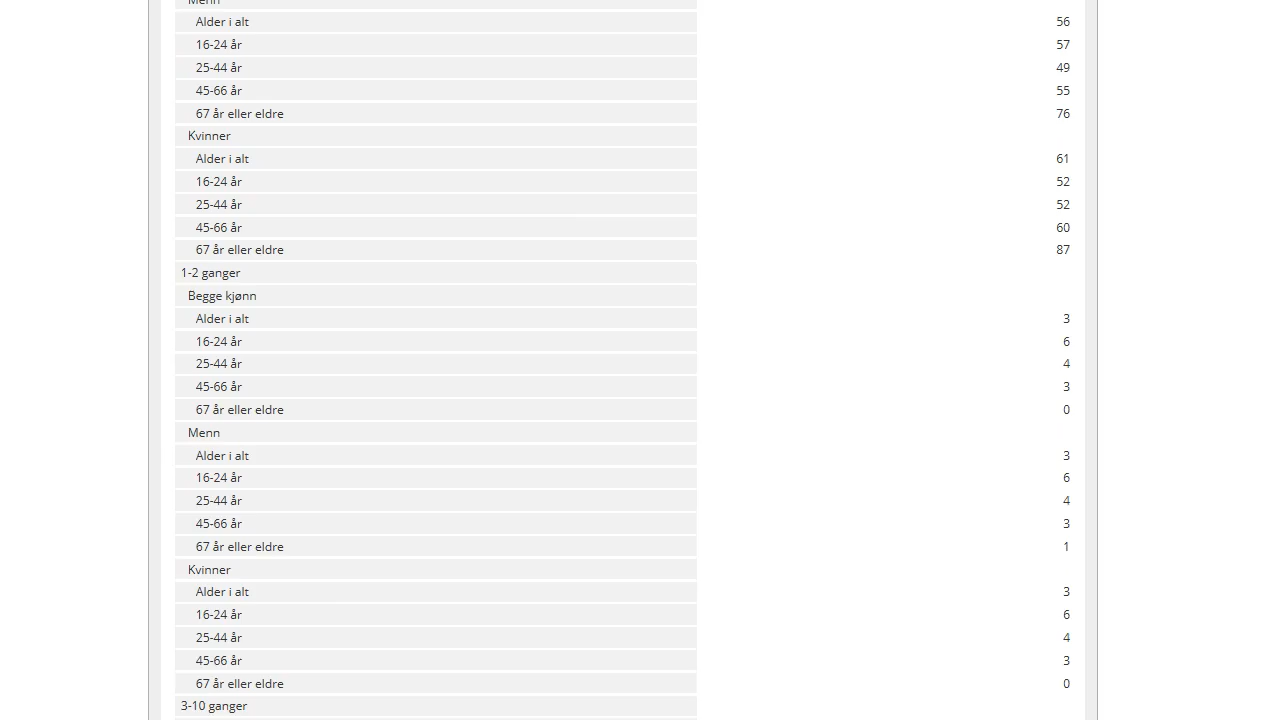 Menn
Alder i alt 56
16-24 år 57
25-44 år 49
45-66 år 55
67 år eller eldre 76
Kvinner
Alder i alt 61
16-24 år 52
25-44 år 52
45-66 år 60
67 år eller eldre 87
1-2 ganger
Begge kjønn
Alder i alt 3
16-24 år 6
25-44 år 4
45-66 år 3
67 år eller eldre 0
Menn
Alder i alt 3
16-24 år 6
25-44 år 4
45-66 år 3
67 år eller eldre 1
Kvinner
Alder i alt 3
16-24 år 6
25-44 år 4
45-66 år 3
67 år eller eldre 0
3-10 ganger